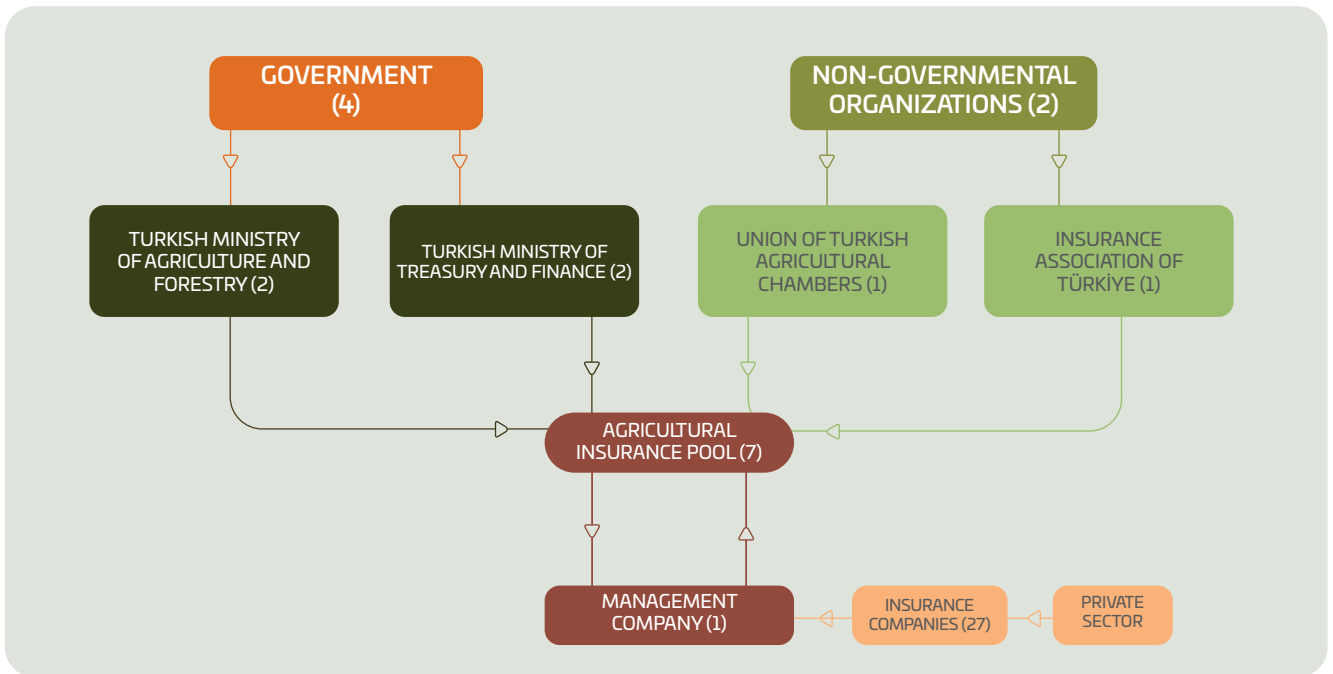 GOVERNMENT
(4)
NON-GOVERNMENTAL
ORGANIZATIONS (2)
TURKISH MINISTRY
OF AGRICULTURE AND
FORESTRY (2)
TURKISH MINISTRY OF
TREASURY AND FINANCE (2)
UNION OF TURKISH
AGRICULTURAL
CHAMBERS (1)
INSURANCE
ASSOCIATION OF
TÜRKİYE (1)
AGRICULTURAL
INSURANCE POOL (7)
MANAGEMENT
COMPANY (1)
INSURANCE
COMPANIES (27)
PRIVATE
SECTOR